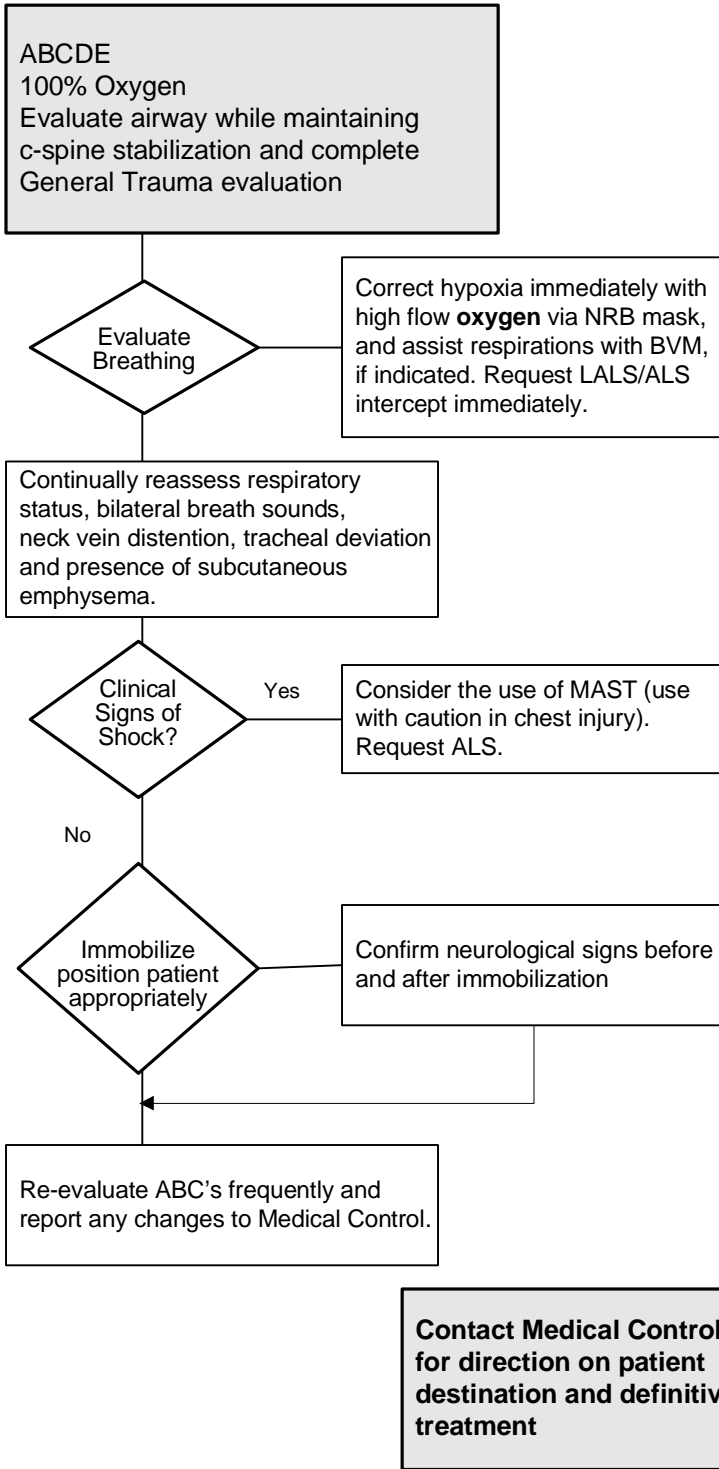 ABCDE
100% Oxygen
Evaluate airway while maintaining
c-spine stabilization and complete
General Trauma evaluation
Evaluate
Breathing
Correct hypoxia immediately with
high flow oxygen via NRB mask,
and assist respirations with BVM,
if indicated. Request LALS/ALS
intercept immediately.
Continually reassess respiratory
status, bilateral breath sounds,
neck vein distention, tracheal deviation
and presence of subcutaneous
emphysema.
Clinical
Signs of
Shock?
Yes
Consider the use of MAST (use
with caution in chest injury).
Request ALS.
No
Immobilize
position patient
appropriately
Confirm neurological signs before
and after immobilization
Re-evaluate ABC’s frequently and
report any changes to Medical Control.
Contact Medical Control
for direction on patient
destination and definitiv
treatment